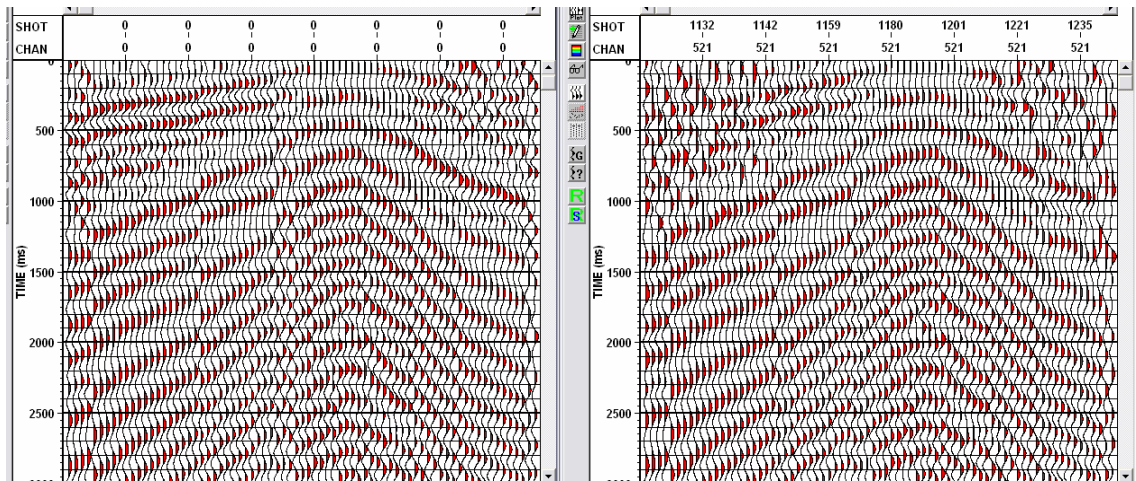 SHOT 0 0 0 0 0 0 0
CHAN 0 0 0 0 0 0 0
0
500
1000
1500
2000
2500
TIME (ms)
G
?
R
S
SHOT 1132 1142 1159 1180 1201 1221 1235
CHAN 521 521 521 521 521 521 521
0
500
1000
1500
2000
2500
TIME (ms)